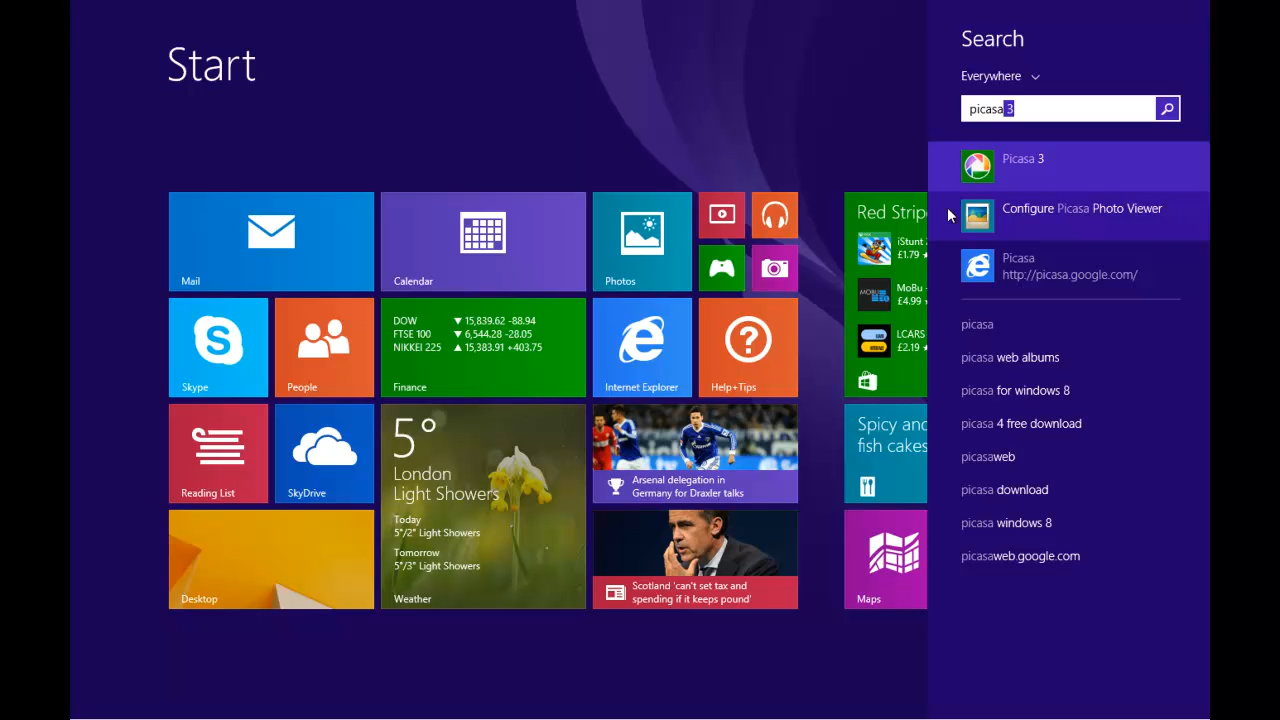 Start
Search
Everywhere
picasa 3
Picasa 3
Configure Picasa Photo Viewer
Picasa
http://picasa.google.com/
picasa
picasa web albums
picasa for windows 8
picasa 4 free download
picasaweb
picasa download
picasa windows 8
picasaweb.google.com
Mail
Calendar
Photos
Skype
People
DOW ▼ 15,839.62 -88.94
FTSE 100 ▼ 6,544.28 -28.05
NIKKEI 225 ▲ 15,383.91 +403.75
Finance
Internet Explorer
Help+Tips
Reading List
SkyDrive
5°
London
Light Showers
Today
5°/2° Light Showers
Tomorrow
5°/3° Light Showers
Weather
Arsenal delegation in
Germany for Draxler talks
Desktop
Scotland 'can't set tax and
spending if it keeps pound'
Red Strip
iStunt
£1.79
MoBu -
£4.99
LCARS
£2.19
Spicy and
fish cakes
Maps